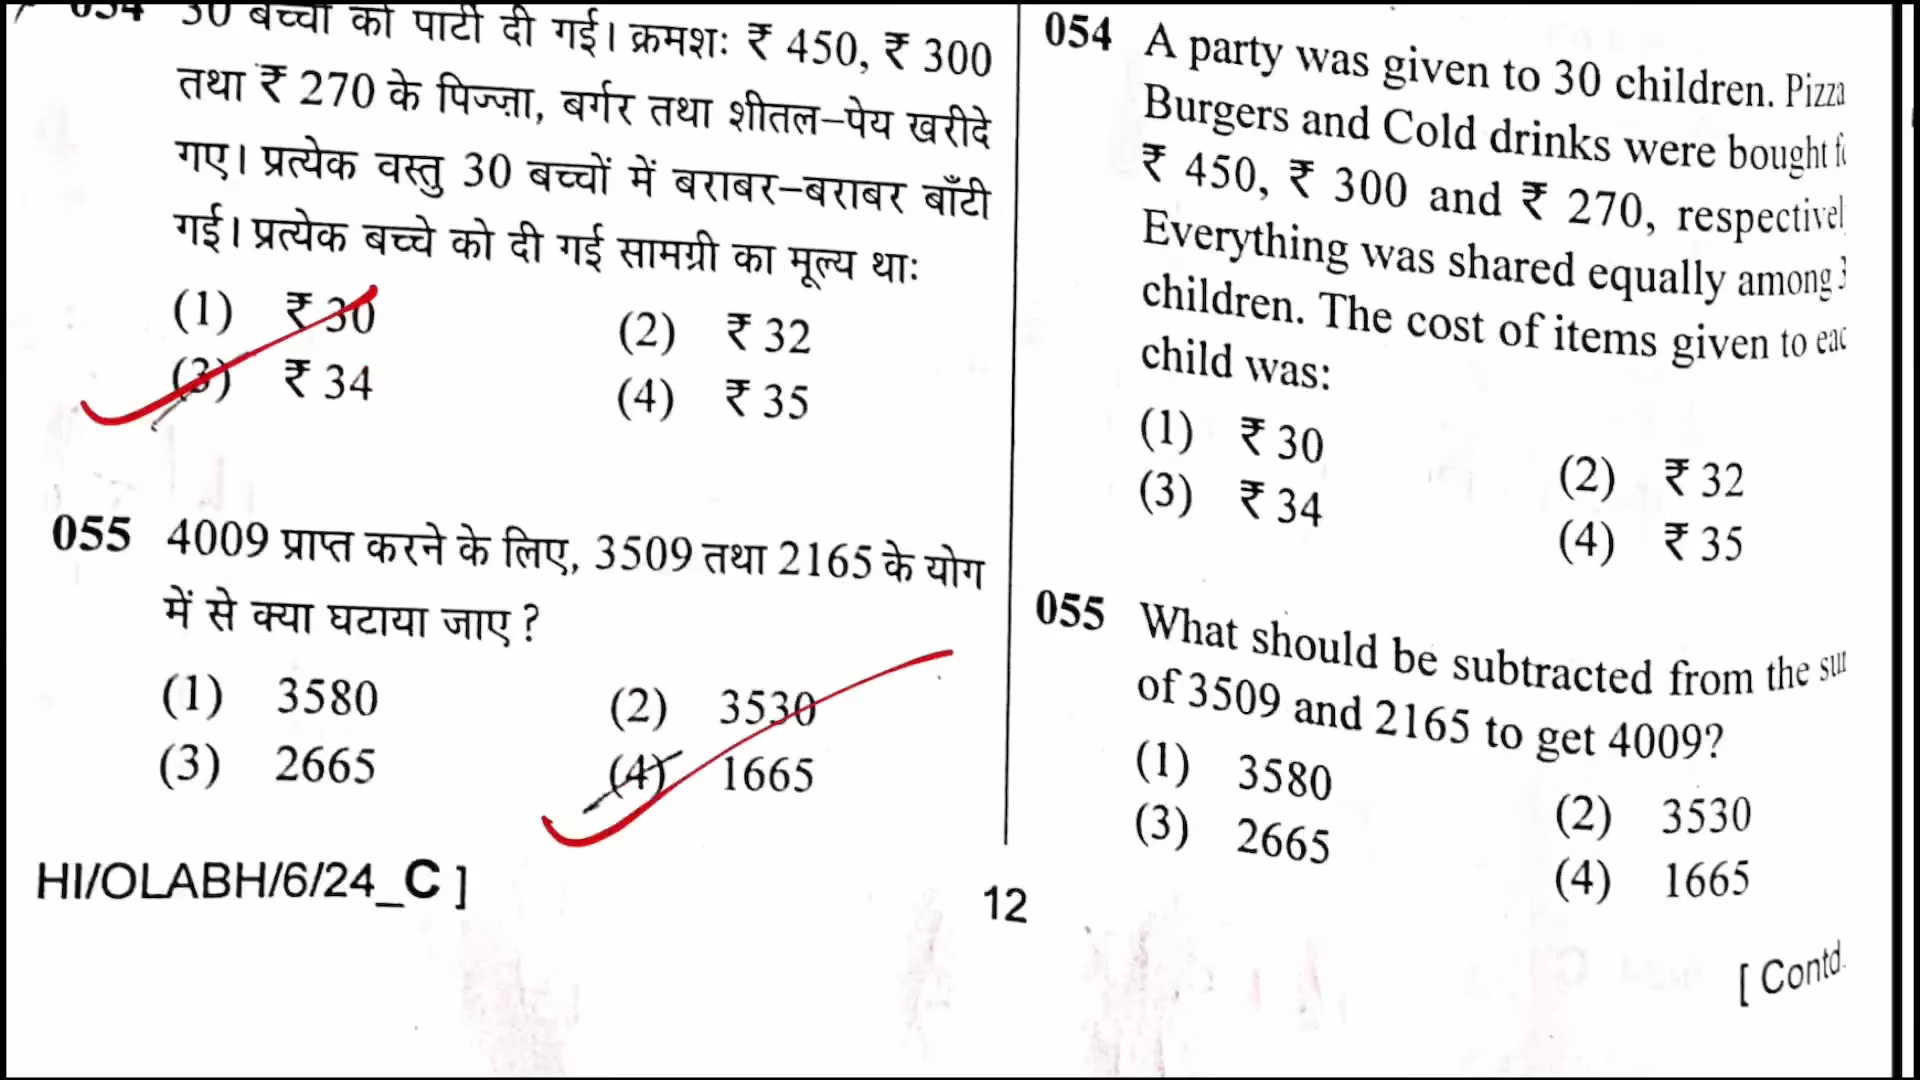 054 30 बच्चों को पार्टी दी गई। क्रमशः ₹ 450, ₹ 300
तथा ₹ 270 के पिज्ज़ा, बर्गर तथा शीतल-पेय खरीदे
गए। प्रत्येक वस्तु 30 बच्चों में बराबर-बराबर बाँटी
गई। प्रत्येक बच्चे को दी गई सामग्री का मूल्य थाः
(1) ₹ 30 (2) ₹ 32
(3) ₹ 34 (4) ₹ 35
055 4009 प्राप्त करने के लिए, 3509 तथा 2165 के योग
में से क्या घटाया जाए ?
(1) 3580 (2) 3530
(3) 2665 (4) 1665
HI/OLABH/6/24_C ]
12
054 A party was given to 30 children. Pizza
Burgers and Cold drinks were bought
₹ 450, ₹ 300 and ₹ 270, respectivel
Everything was shared equally among
children. The cost of items given to eac
child was:
(1) ₹ 30 (2) ₹ 32
(3) ₹ 34 (4) ₹ 35
055 What should be subtracted from the
of 3509 and 2165 to get 4009?
(1) 3580 (2) 3530
(3) 2665 (4) 1665
[ Contd.